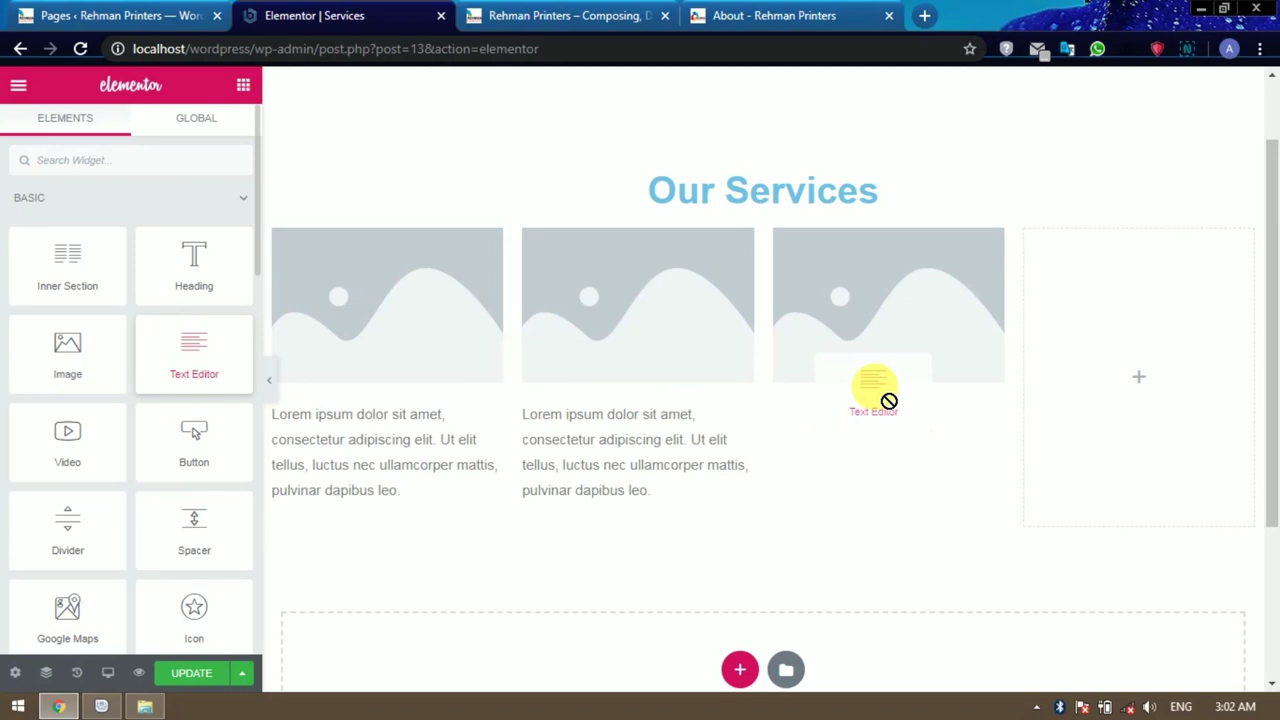 Pages ‹ Rehman Printers — Wor
Elementor | Services
Rehman Printers – Composing, D
About - Rehman Printers
localhost/wordpress/wp-admin/post.php?post=13&action=elementor
A
elementor
ELEMENTS
GLOBAL
Search Widget...
BASIC
Inner Section
Heading
Image
Text Editor
Video
Button
Divider
Spacer
Google Maps
Icon
UPDATE
Our Services
Lorem ipsum dolor sit amet,
consectetur adipiscing elit. Ut elit
tellus, luctus nec ullamcorper mattis,
pulvinar dapibus leo.
Lorem ipsum dolor sit amet,
consectetur adipiscing elit. Ut elit
tellus, luctus nec ullamcorper mattis,
pulvinar dapibus leo.
Text Editor
ENG
3:02 AM